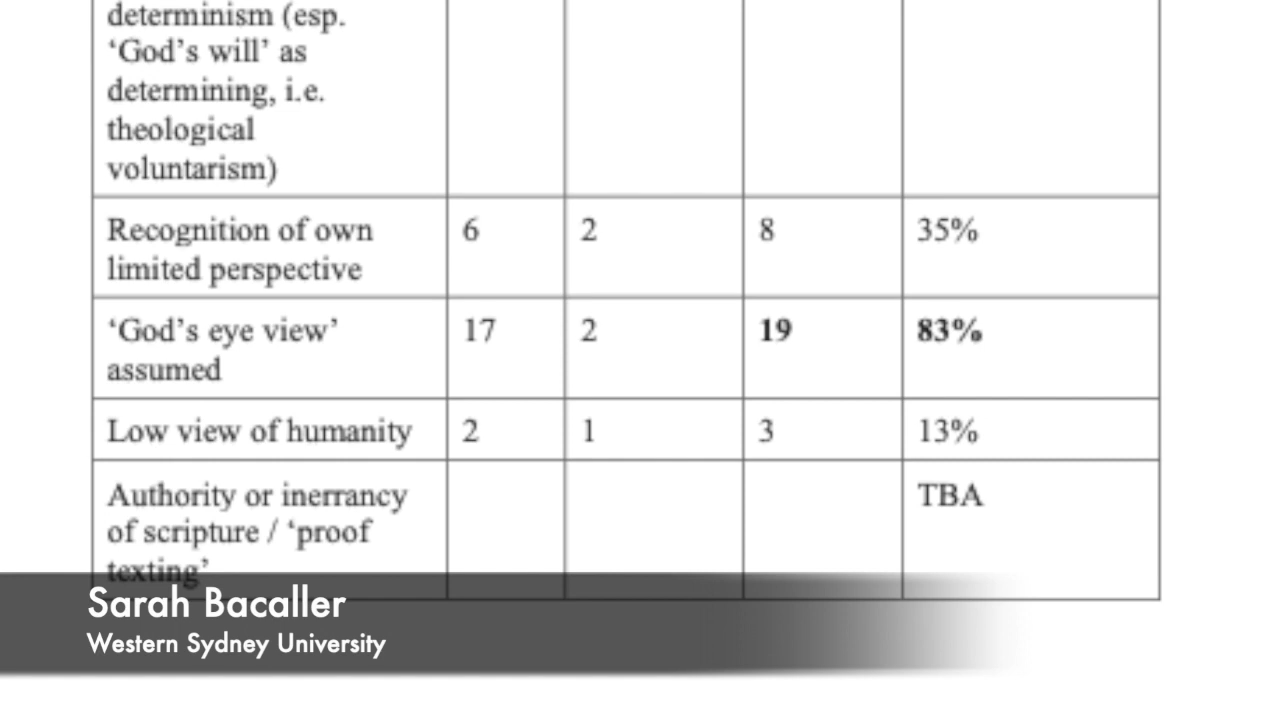 determinism (esp.
‘God’s will’ as
determining, i.e.
theological
voluntarism)
Recognition of own 6 2 8 35%
limited perspective
‘God’s eye view’ 17 2 19 83%
assumed
Low view of humanity 2 1 3 13%
Authority or inerrancy TBA
of scripture / ‘proof
texting’
Sarah Bacaller
Western Sydney University